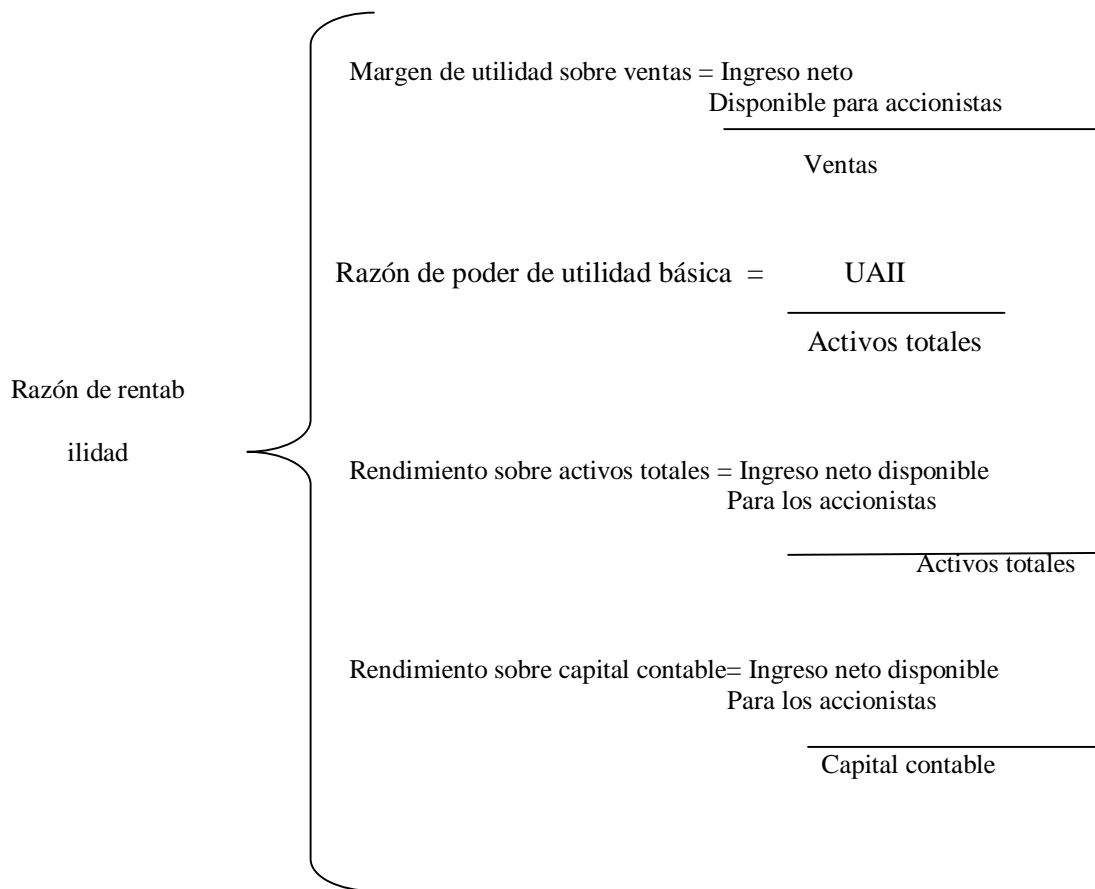 Margen de utilidad sobre ventas = Ingreso neto
Disponible para accionistas
Ventas
Razón de poder de utilidad básica = UAII
Activos totales
Razón de rentab
ilidad
Rendimiento sobre activos totales = Ingreso neto disponible
Para los accionistas
Activos totales
Rendimiento sobre capital contable= Ingreso neto disponible
Para los accionistas
Capital contable